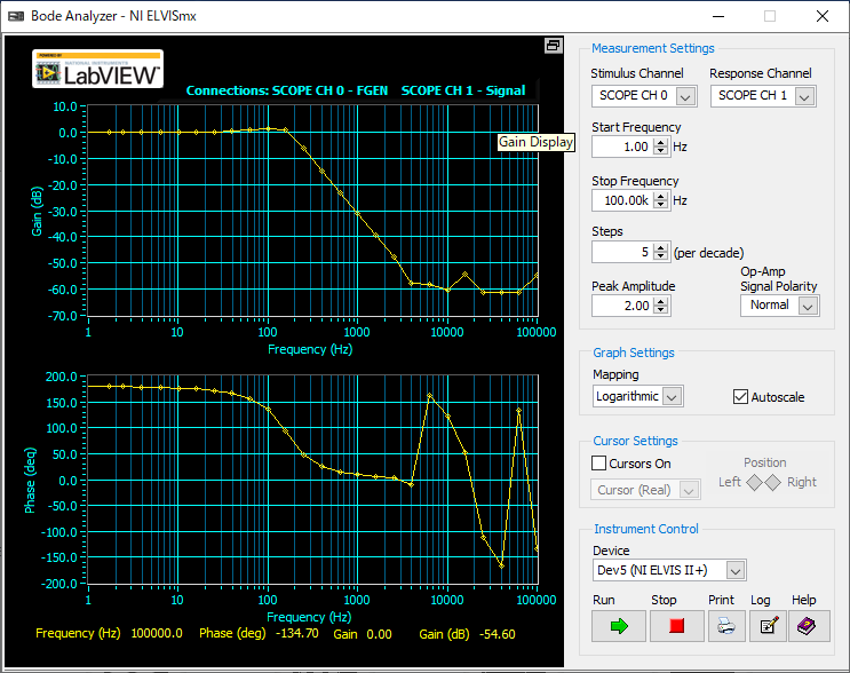 Bode Analyzer - NI ELVISmx
POWERED BY
NATIONAL INSTRUMENTS
LabVIEW™
Connections: SCOPE CH 0 - FGEN SCOPE CH 1 - Signal
10.0
0.0
-10.0
-20.0
-30.0
-40.0
-50.0
-60.0
-70.0
Gain (dB)
Gain Display
1 10 100 1000 10000 100000
Frequency (Hz)
200.0
150.0
100.0
50.0
0.0
-50.0
-100.0
-150.0
-200.0
Phase (deg)
1 10 100 1000 10000 100000
Frequency (Hz)
Frequency (Hz) 100000.0 Phase (deg) -134.70 Gain 0.00 Gain (dB) -54.60
Measurement Settings
Stimulus Channel Response Channel
SCOPE CH 0 SCOPE CH 1
Start Frequency
1.00 Hz
Stop Frequency
100.00k Hz
Steps
5 (per decade)
Peak Amplitude
2.00
Op-Amp
Signal Polarity
Normal
Graph Settings
Mapping
Logarithmic Autoscale
Cursor Settings
Cursors On Position
Cursor (Real) Left Right
Instrument Control
Device
Dev5 (NI ELVIS II+)
Run Stop Print Log Help